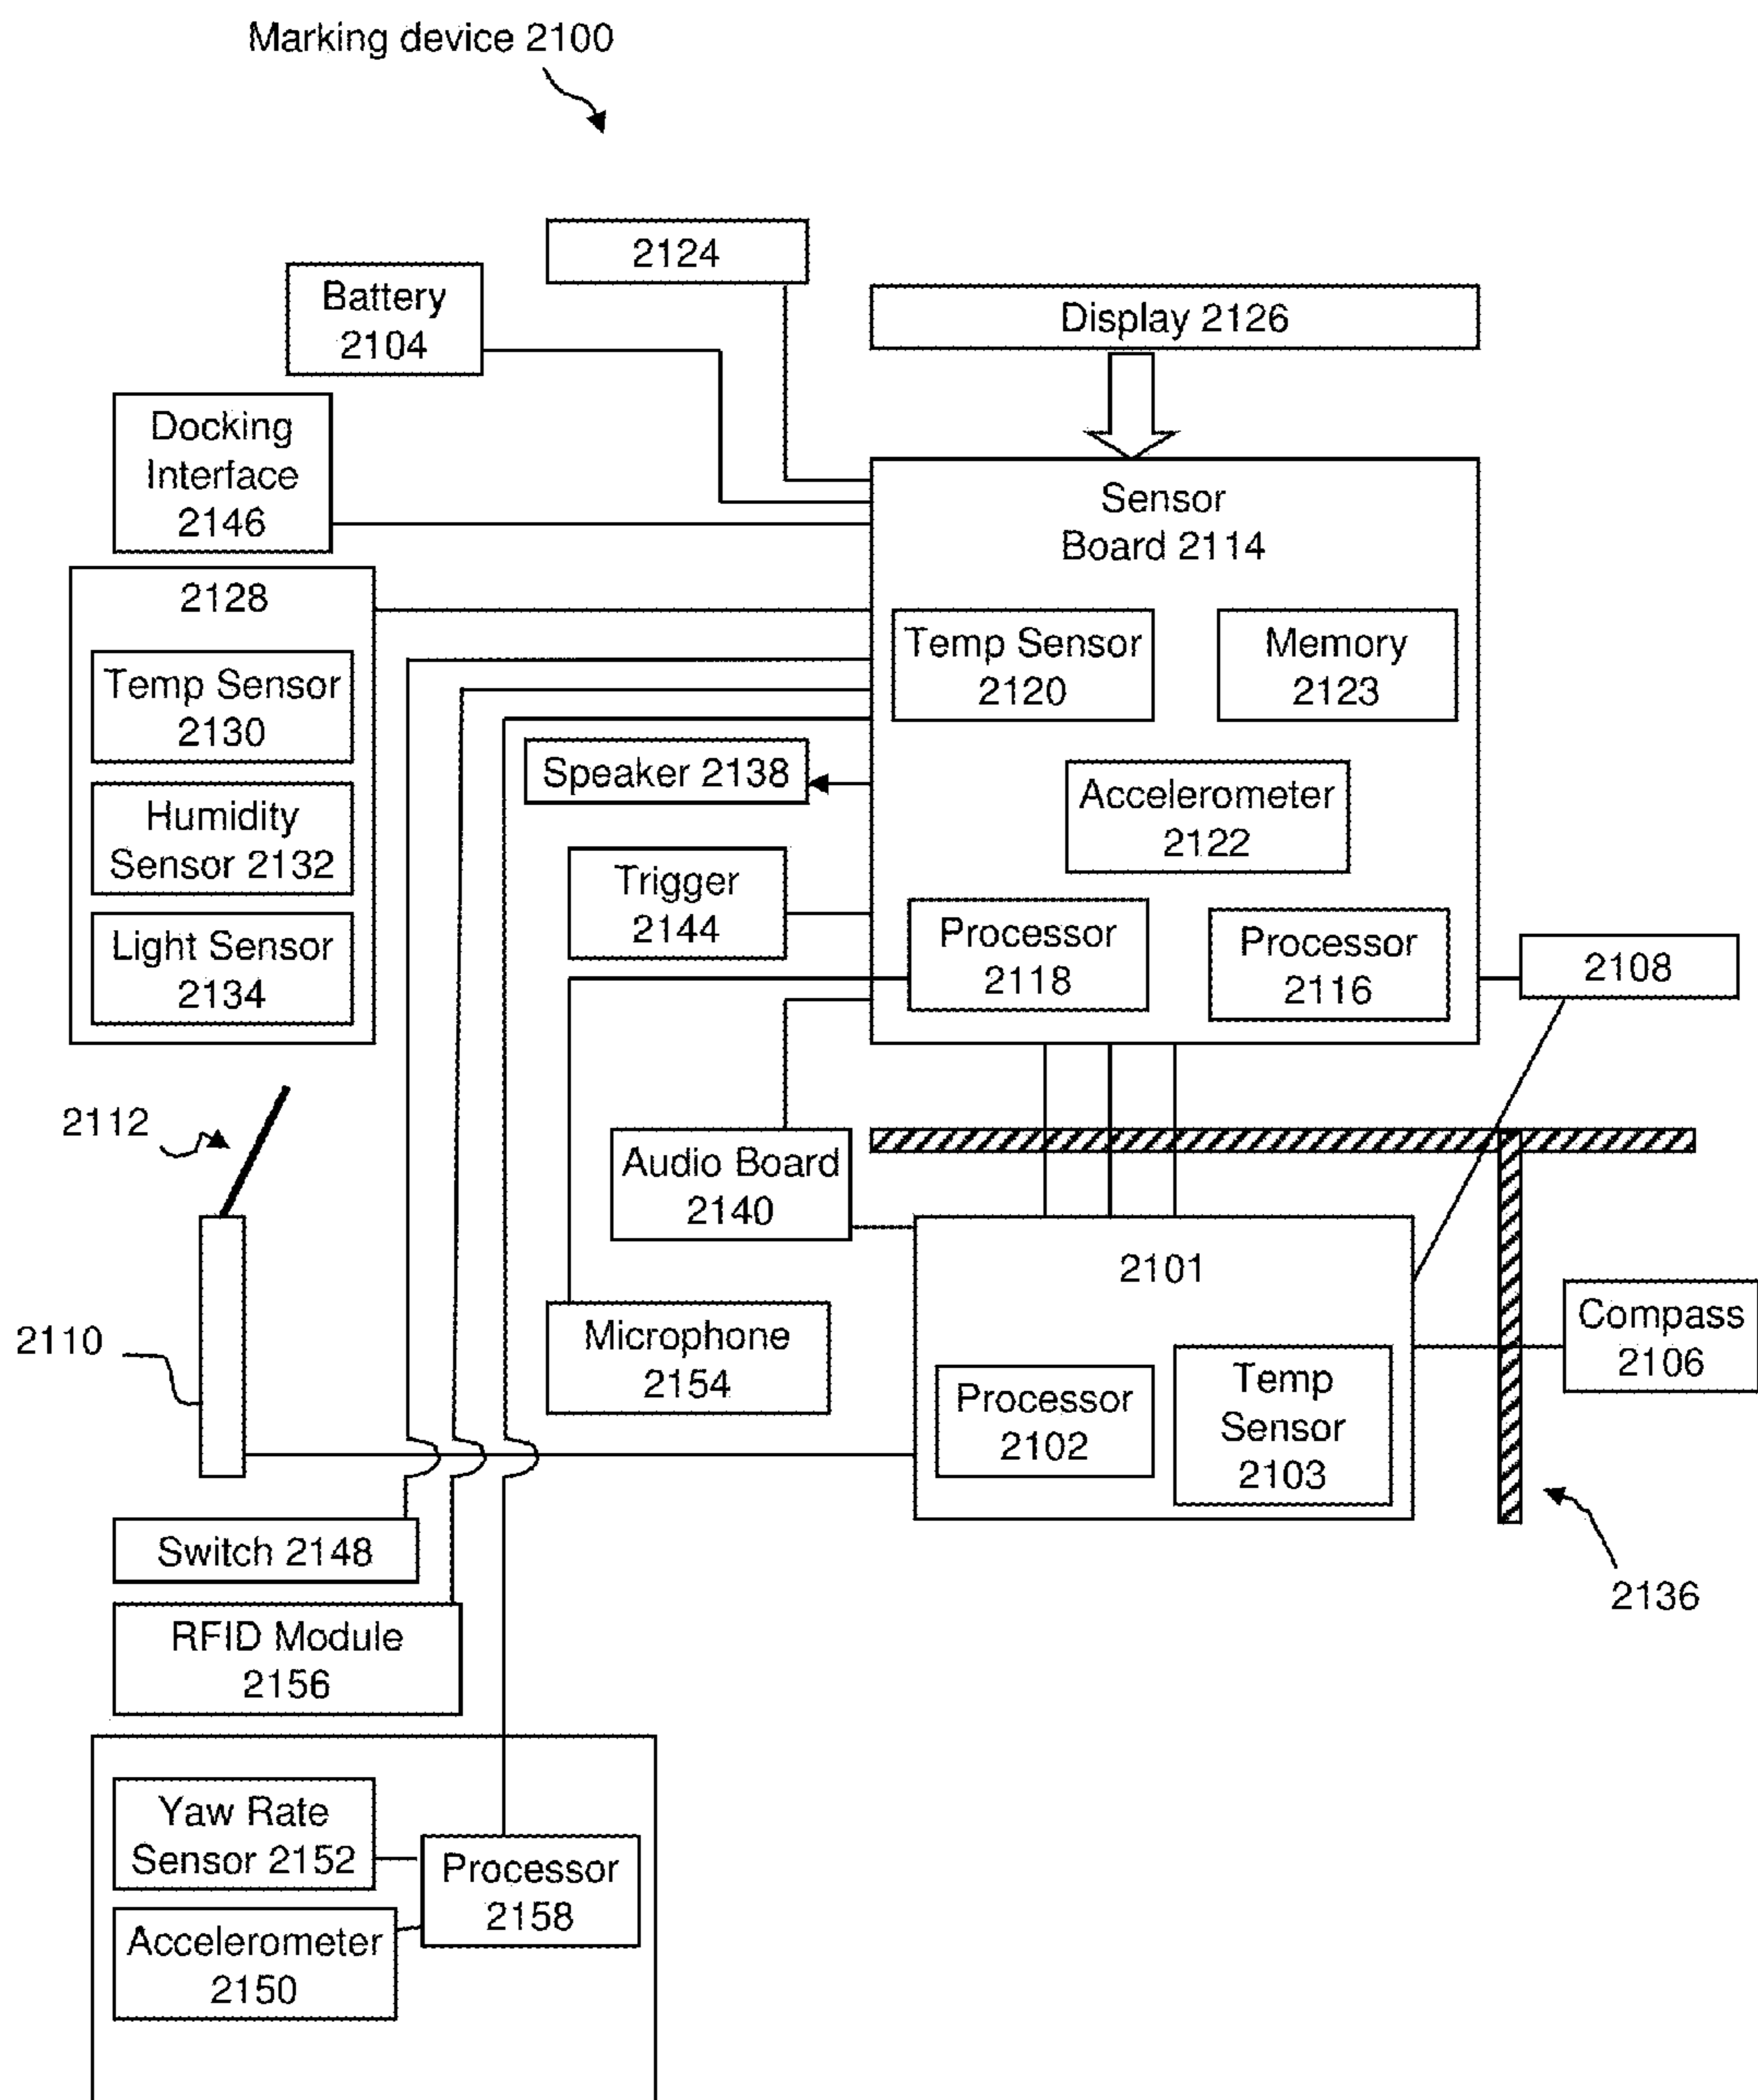 Marking device 2100
2124
Battery
2104
Display 2126
Docking
Interface
2146
Sensor
Board 2114
2128
Temp Sensor
2130
Humidity
Sensor 2132
Light Sensor
2134
Temp Sensor
2120
Memory
2123
Speaker 2138
Accelerometer
2122
Trigger
2144
Processor
2118
Processor
2116
2108
2112
Audio Board
2140
2101
2110
Microphone
2154
Processor
2102
Temp
Sensor
2103
Compass
2106
Switch 2148
2136
RFID Module
2156
Yaw Rate
Sensor 2152
Processor
2158
Accelerometer
2150